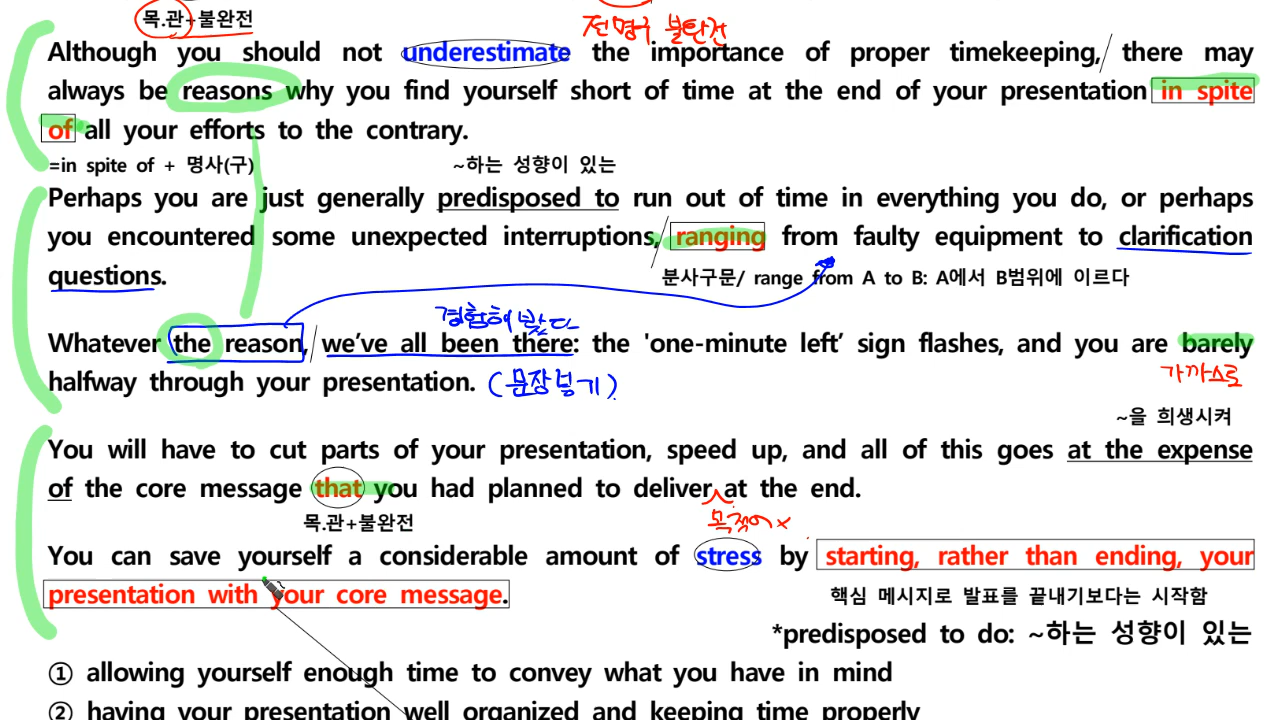 목.관+불완전
전명구 불완전
Although you should not underestimate the importance of proper timekeeping, there may
always be reasons why you find yourself short of time at the end of your presentation in spite
of all your efforts to the contrary.
=in spite of + 명사(구) ~하는 성향이 있는
Perhaps you are just generally predisposed to run out of time in everything you do, or perhaps
you encountered some unexpected interruptions, ranging from faulty equipment to clarification
questions.
분사구문/ range from A to B: A에서 B범위에 이르다
경험해 봤다
Whatever the reason, we've all been there: the 'one-minute left’ sign flashes, and you are barely
halfway through your presentation. (문장넣기)
가까스로
~을 희생시켜
You will have to cut parts of your presentation, speed up, and all of this goes at the expense
of the core message that you had planned to deliver at the end.
목.관+불완전
목적어 x
You can save yourself a considerable amount of stress by starting, rather than ending, your
presentation with your core message.
핵심 메시지로 발표를 끝내기보다는 시작함
*predisposed to do: ~하는 성향이 있는
① allowing yourself enough time to convey what you have in mind
② having your presentation well organized and keeping time properly